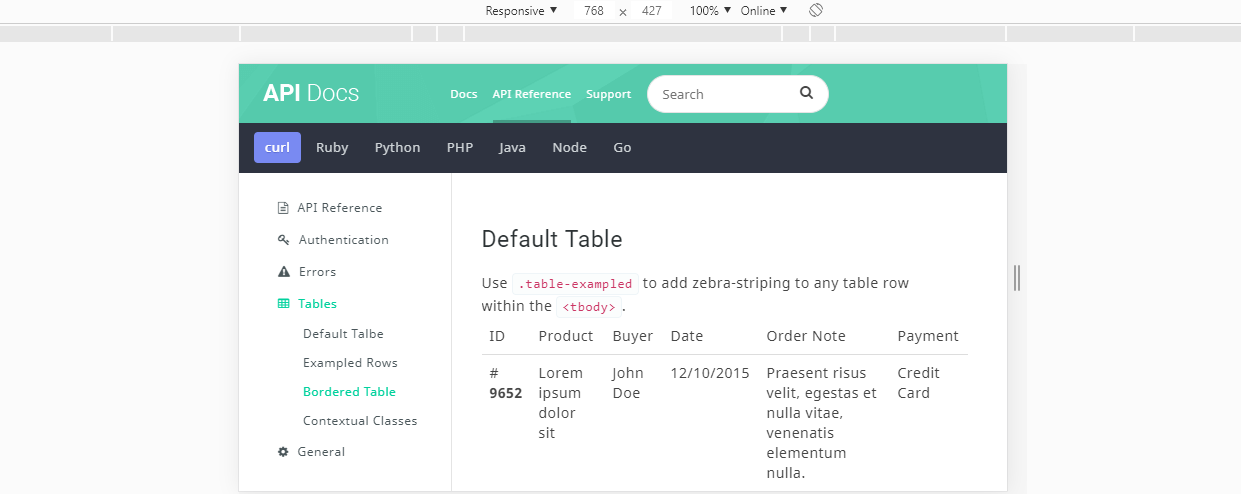 Responsive ▼ 768 × 427 100% ▼ Online ▼
API Docs Docs API Reference Support Search
curl Ruby Python PHP Java Node Go
API Reference
Authentication
Errors
Tables
Default Talbe
Exampled Rows
Bordered Table
Contextual Classes
General
Default Table
Use .table-exampled to add zebra-striping to any table row
within the <tbody>.
ID Product Buyer Date Order Note Payment
# Lorem John 12/10/2015 Praesent risus Credit
9652 ipsum Doe velit, egestas et Card
dolor nulla vitae,
sit venenatis
elementum
nulla.